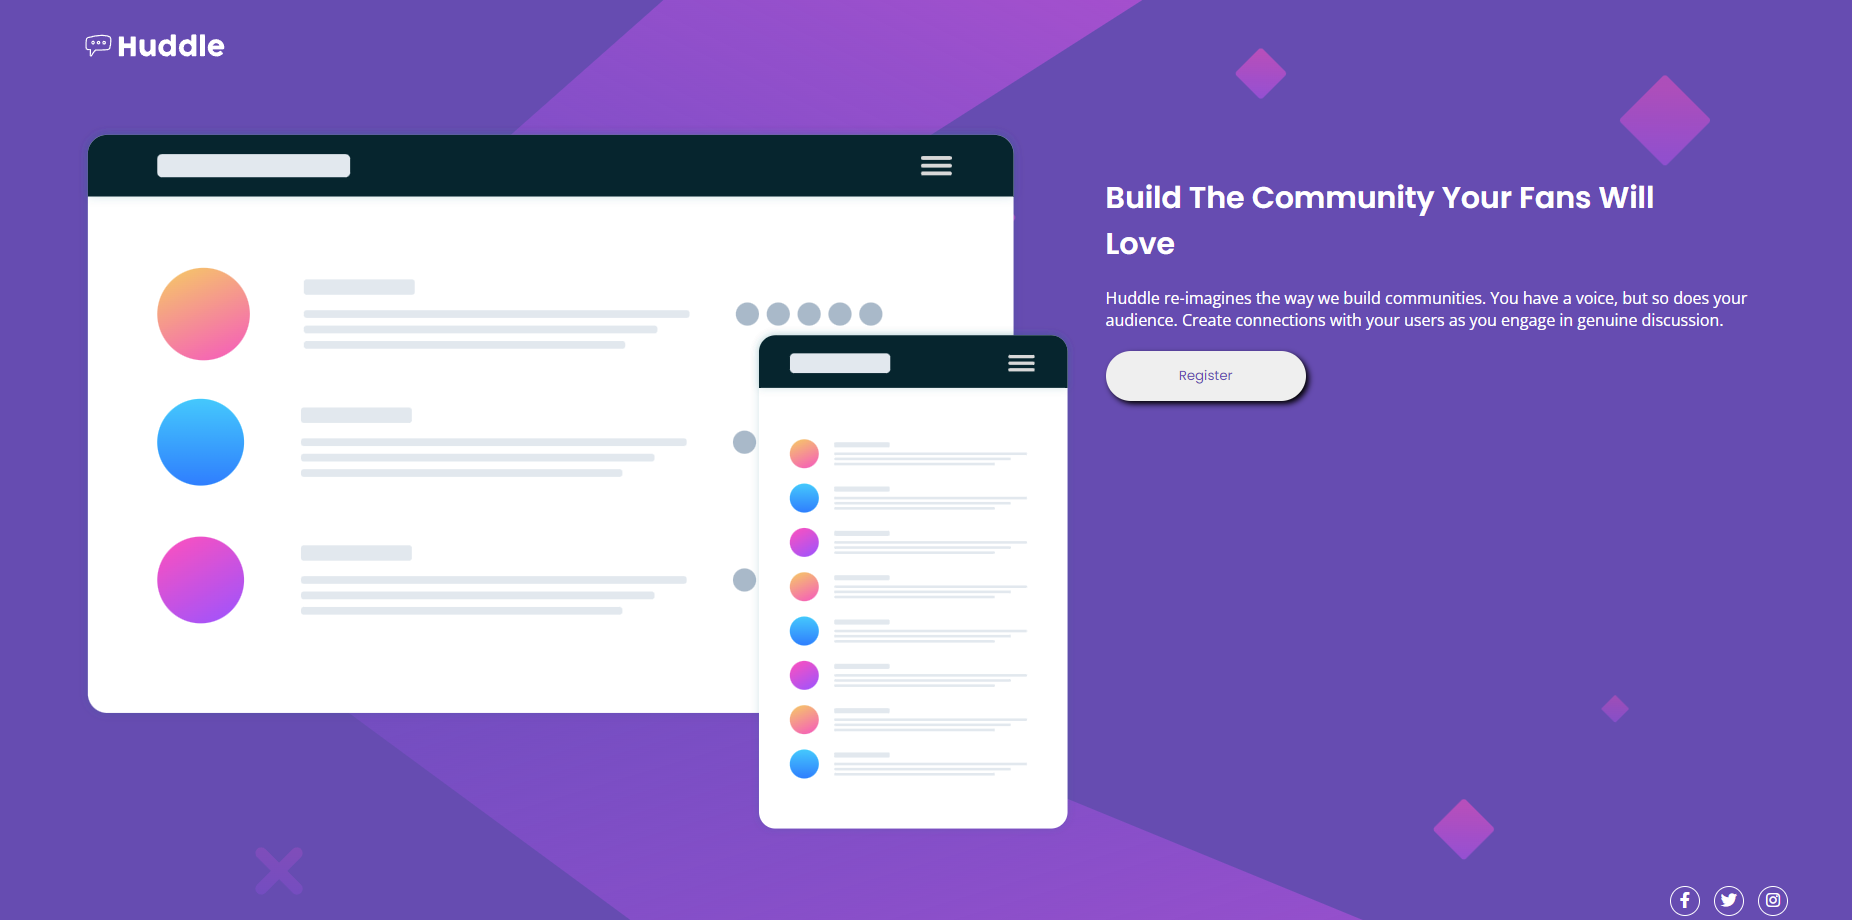 Huddle
Build The Community Your Fans Will
Love
Huddle re-imagines the way we build communities. You have a voice, but so does your
audience. Create connections with your users as you engage in genuine discussion.
Register